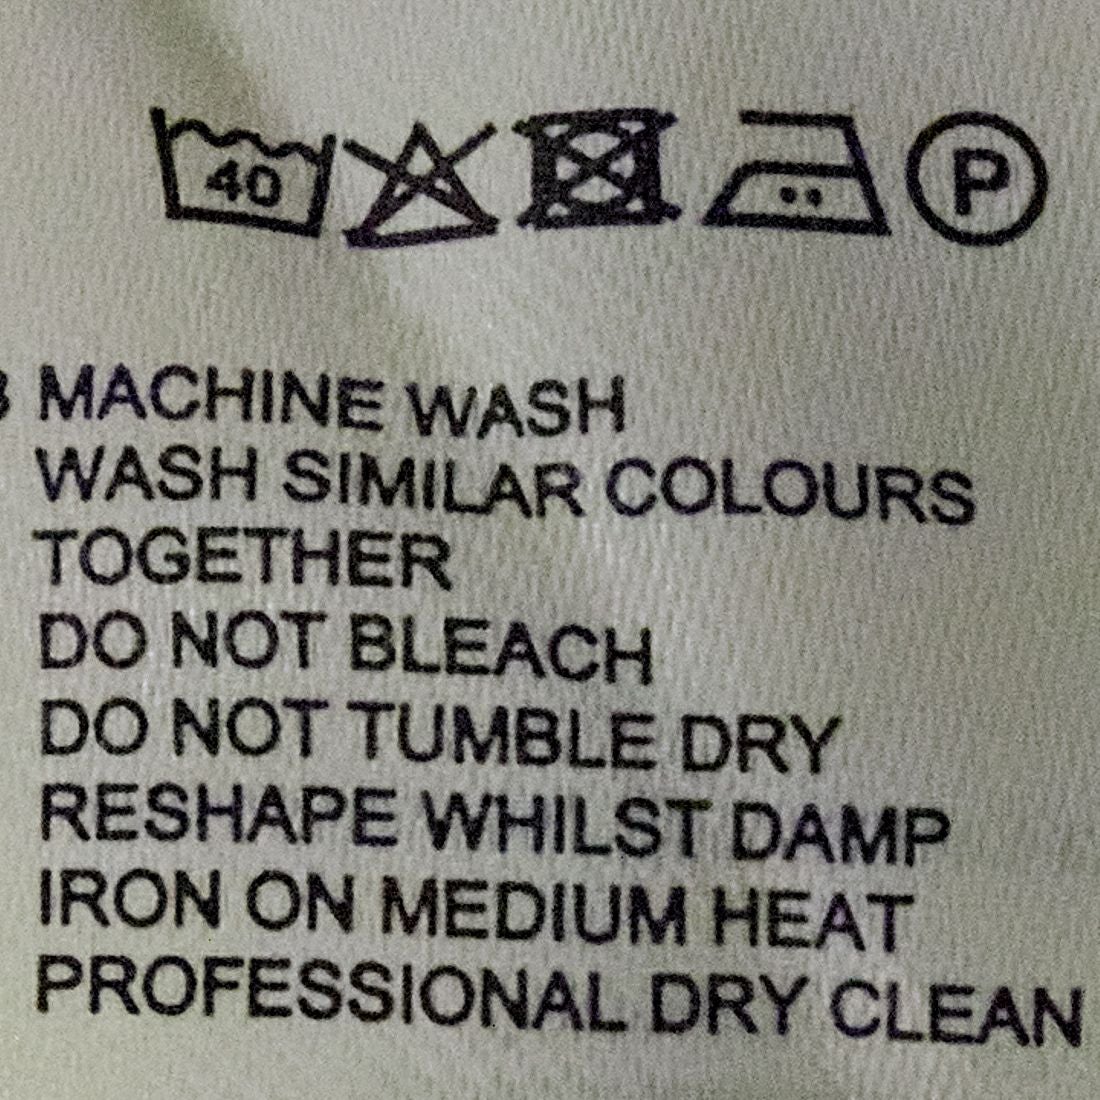 40 P
MACHINE WASH
WASH SIMILAR COLOURS
TOGETHER
DO NOT BLEACH
DO NOT TUMBLE DRY
RESHAPE WHILST DAMP
IRON ON MEDIUM HEAT
PROFESSIONAL DRY CLEAN